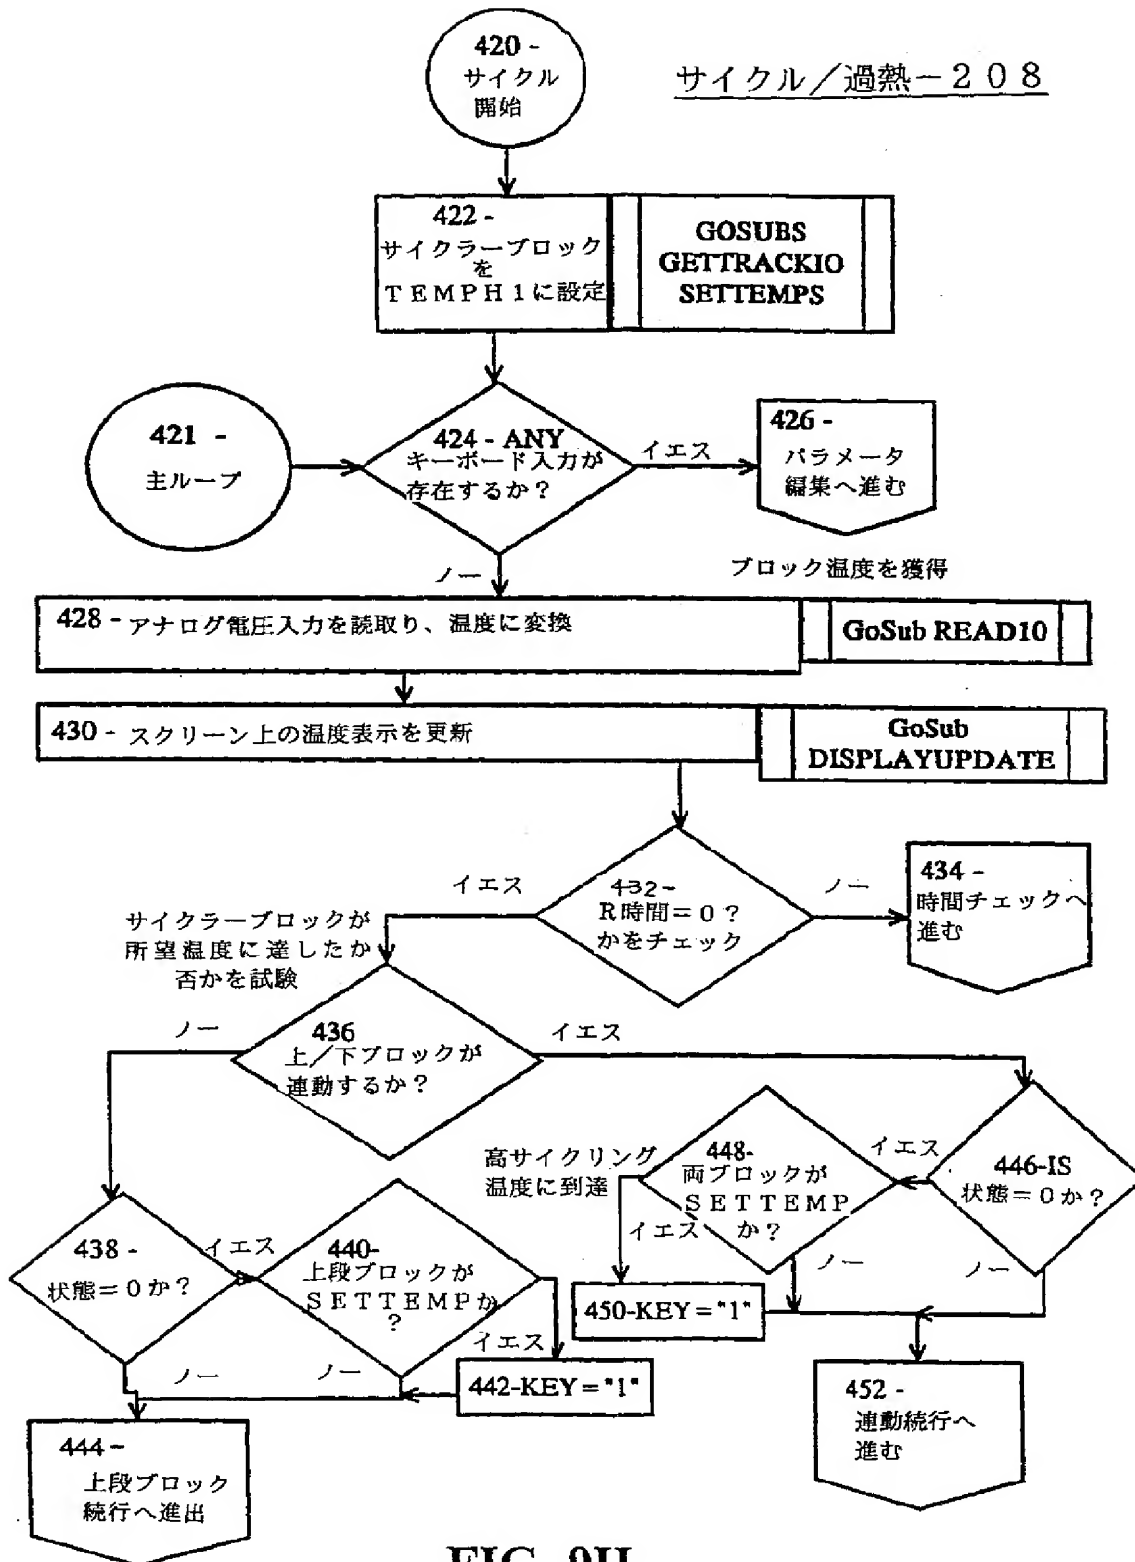 420 -
サイクル
開始
サイクル／過熱－２０８
422 -
サイクラーブロック
を
ＴＥＭＰＨ１に設定
GOSUBS
GETTRACKIO
SETTEMPS
421 -
主ループ
424 - ANY
キーボード入力が
存在するか？
イエス
426 -
パラメータ
編集へ進む
ノー
ブロック温度を獲得
428 - アナログ電圧入力を読取り、温度に変換
GoSub READ10
430 - スクリーン上の温度表示を更新
GoSub
DISPLAYUPDATE
432-
Ｒ時間＝０？
かをチェック
イエス
ノー
434 -
時間チェックへ
進む
サイクラーブロックが
所望温度に達したか
否かを試験
436
上／下ブロックが
連動するか？
ノー
イエス
446-IS
状態＝０か？
イエス
ノー
448-
両ブロックが
ＳＥＴＴＥＭＰ
か？
高サイクリング
温度に到達
イエス
ノー
438 -
状態＝０か？
イエス
ノー
440-
上段ブロックが
ＳＥＴＴＥＭＰか
？
イエス
ノー
450-KEY="1"
442-KEY="1"
444 -
上段ブロック
続行へ進出
452 -
連動続行へ
進む
FIG. 9H